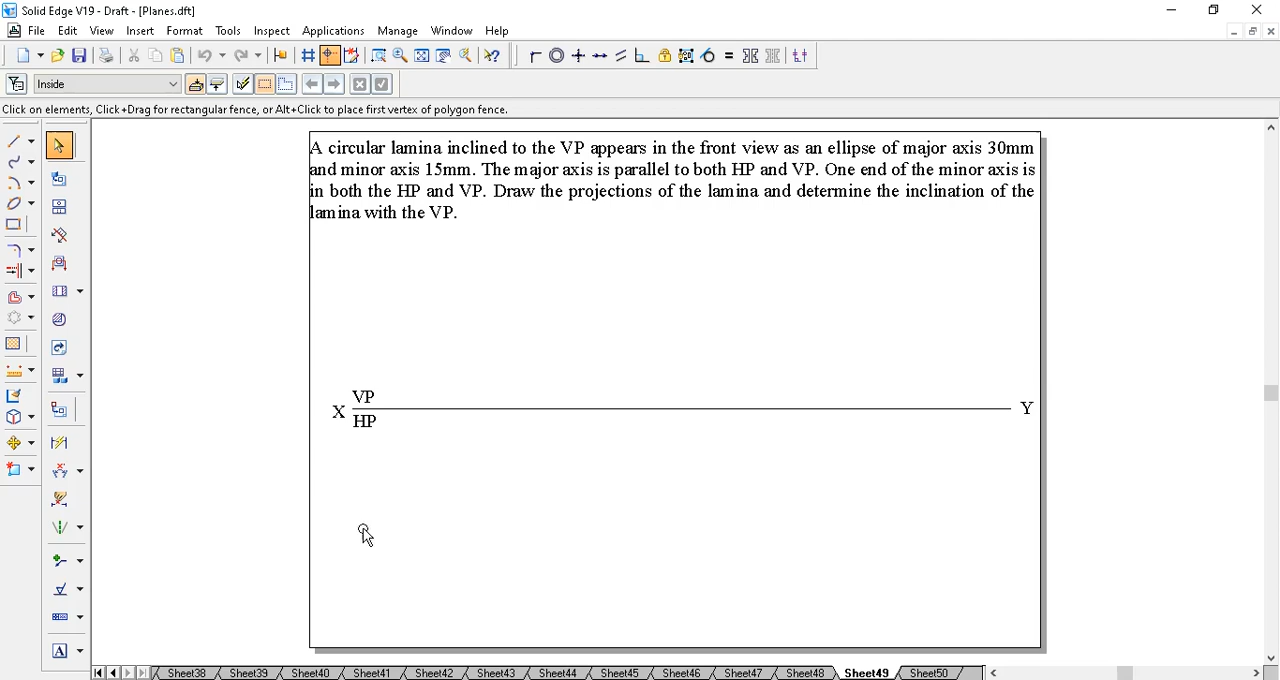 Solid Edge V19 - Draft - [Planes.dft]
File Edit View Insert Format Tools Inspect Applications Manage Window Help
Inside
Click on elements, Click+Drag for rectangular fence, or Alt+Click to place first vertex of polygon fence.
A circular lamina inclined to the VP appears in the front view as an ellipse of major axis 30mm
and minor axis 15mm. The major axis is parallel to both HP and VP. One end of the minor axis is
in both the HP and VP. Draw the projections of the lamina and determine the inclination of the
lamina with the VP.
VP
X Y
HP
A
Sheet38 Sheet39 Sheet40 Sheet41 Sheet42 Sheet43 Sheet44 Sheet45 Sheet46 Sheet47 Sheet48 Sheet49 Sheet50